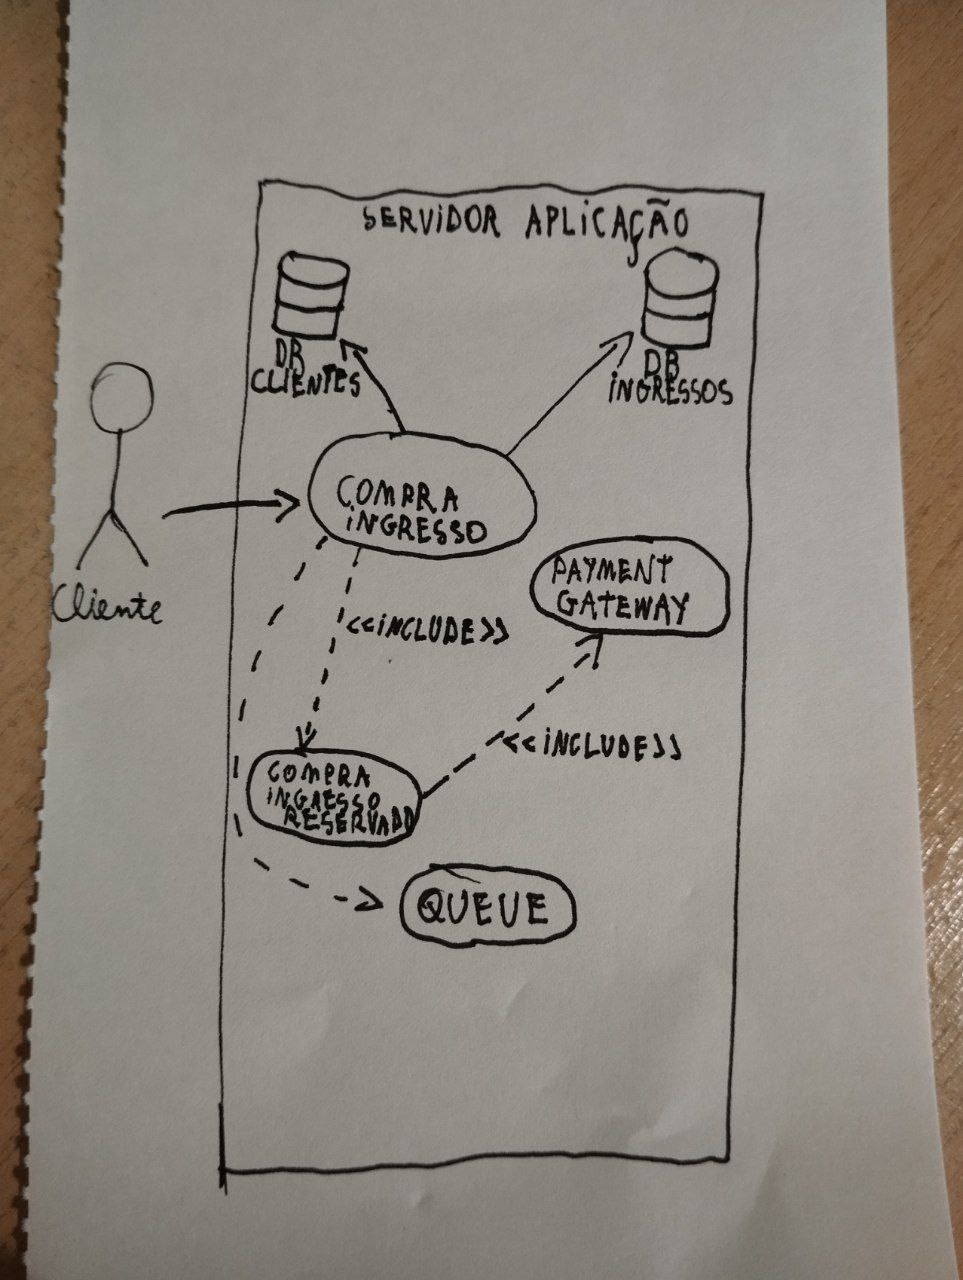 SERVIDOR APLICAÇÃO
DB
CLIENTES
DB
INGRESSOS
COMPRA
INGRESSO
PAYMENT
GATEWAY
Cliente
<<INCLUDE>>
<<INCLUDE>>
COMPRA
INGRESSO
RESERVADO
QUEUE